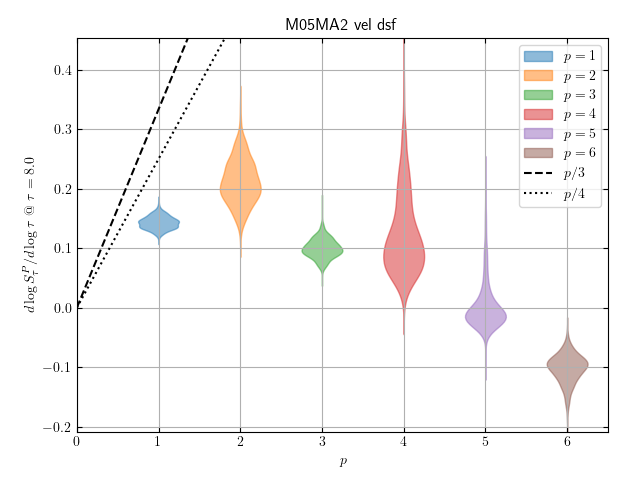 M05MA2 vel dsf
d log S_τ^P / d log τ @ τ = 8.0
0.4
0.3
0.2
0.1
0.0
−0.1
−0.2
0 1 2 3 4 5 6
p
p = 1
p = 2
p = 3
p = 4
p = 5
p = 6
p/3
p/4